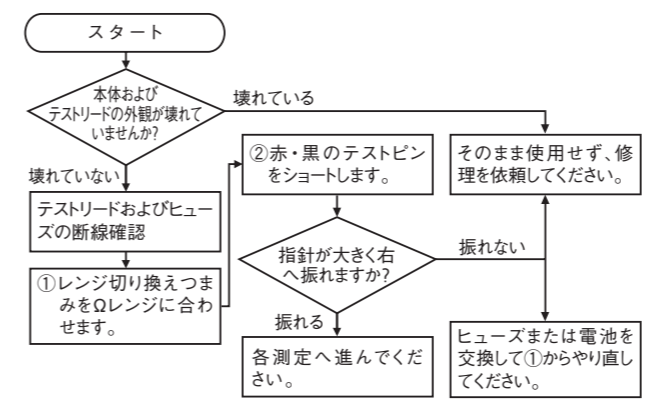 スタート
本体および
テストリードの外観が壊れて
いませんか?
壊れている
壊れていない
テストリードおよびヒュー
ズの断線確認
①レンジ切り換えつま
みをΩレンジに合わ
せます。
②赤・黒のテストピン
をショートします。
指針が大きく右
へ振れますか?
振れる
振れない
各測定へ進んでくだ
さい。
そのまま使用せず、修
理を依頼してください。
ヒューズまたは電池を
交換して①からやり直し
てください。